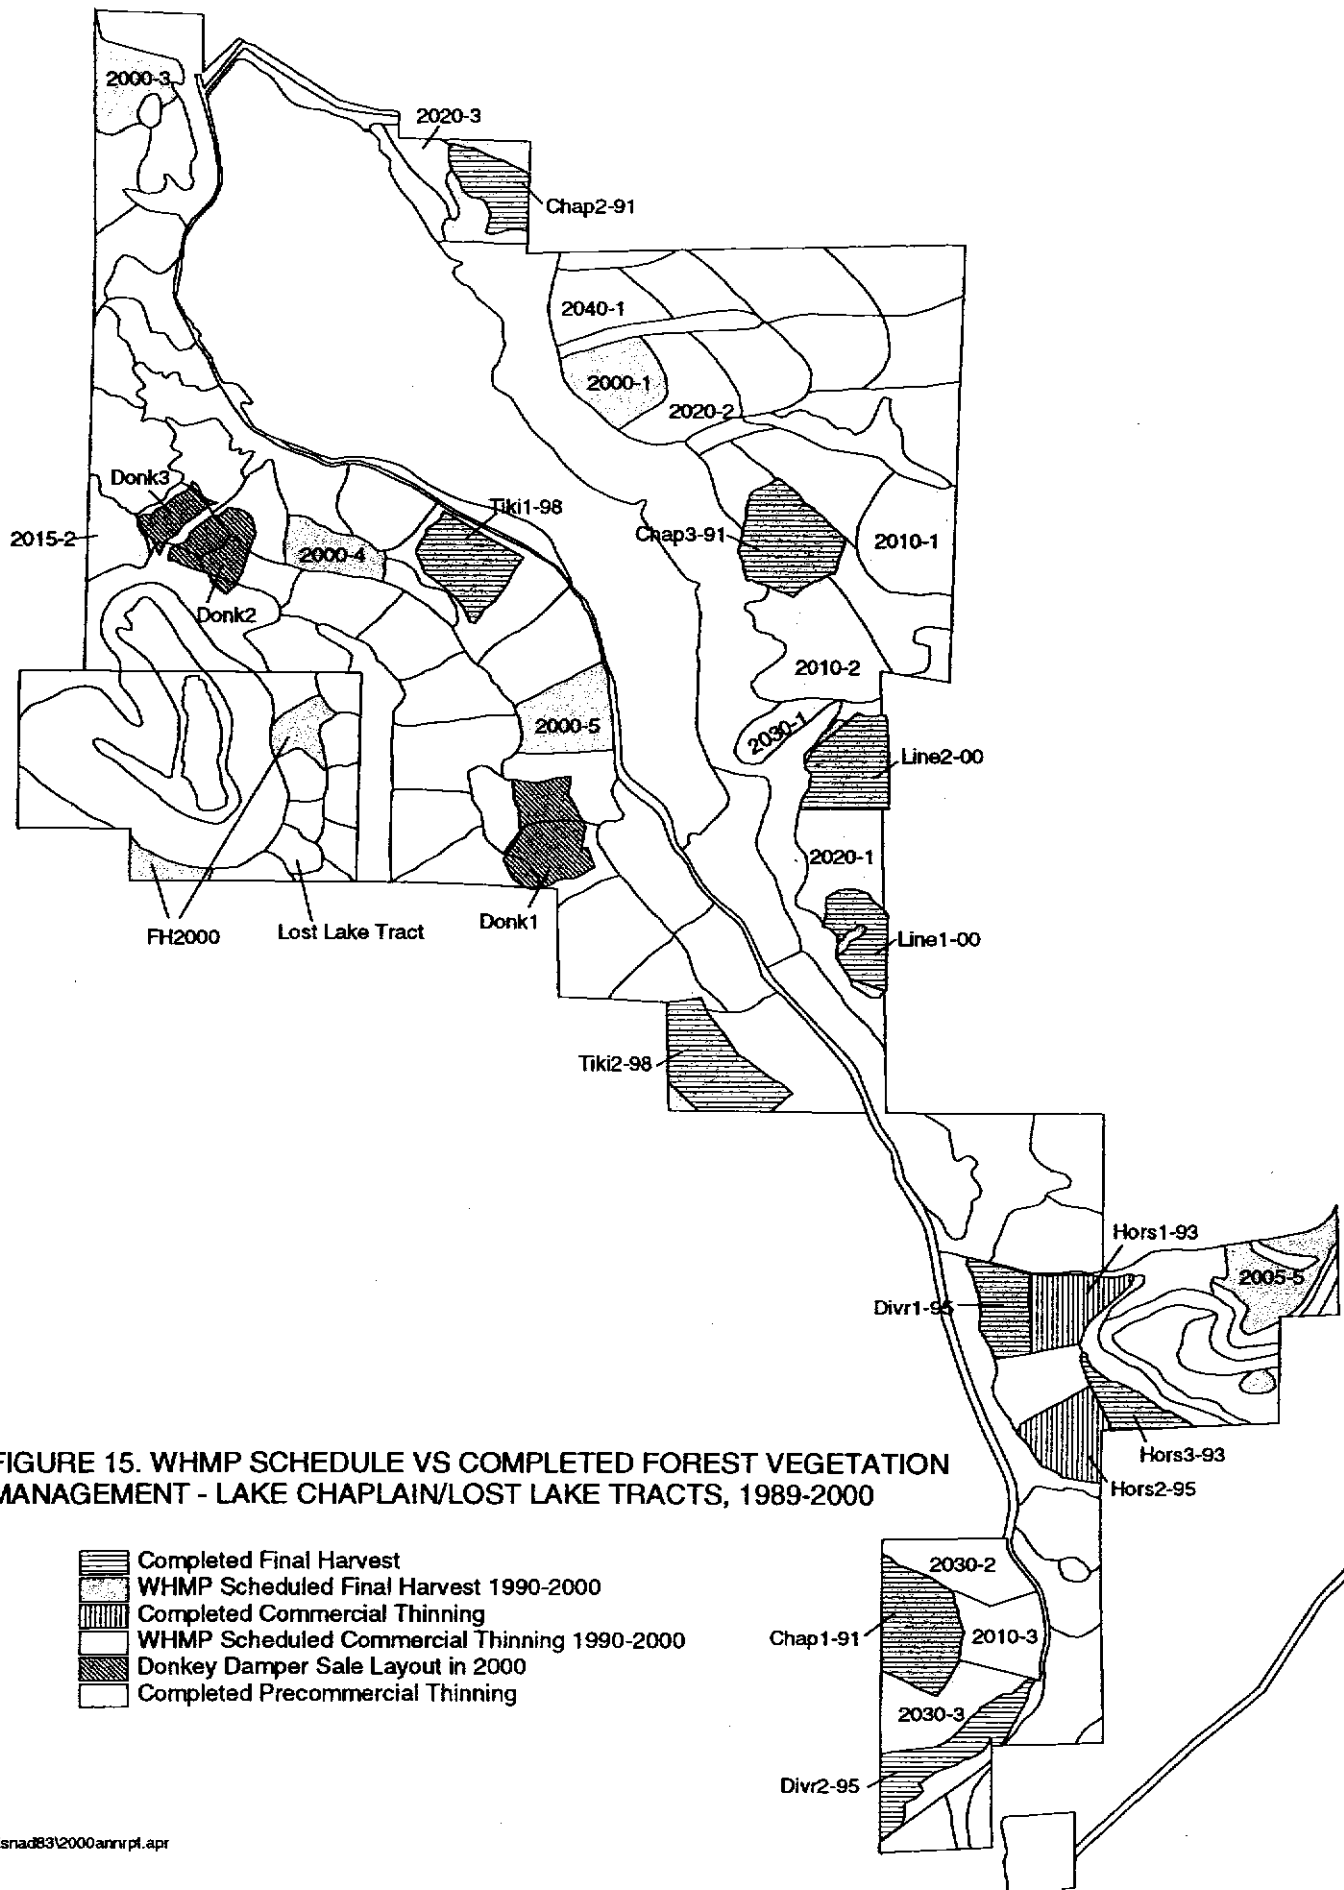 2000-3
2020-3
Chap2-91
2040-1
2000-1
2020-2
Donk3
Tiki1-98
2015-2
2000-4
Chap3-91
2010-1
Donk2
2010-2
2000-5
2030-1
Line2-00
2020-1
FH2000
Lost Lake Tract
Donk1
Line1-00
Tiki2-98
Hors1-93
2005-5
Divr1-95
Hors3-93
Hors2-95
FIGURE 15. WHMP SCHEDULE VS COMPLETED FOREST VEGETATION
MANAGEMENT - LAKE CHAPLAIN/LOST LAKE TRACTS, 1989-2000
Completed Final Harvest
WHMP Scheduled Final Harvest 1990-2000
Completed Commercial Thinning
WHMP Scheduled Commercial Thinning 1990-2000
Donkey Damper Sale Layout in 2000
Completed Precommercial Thinning
2030-2
Chap1-91
2010-3
2030-3
Divr2-95
snad83\2000annrpt.apr